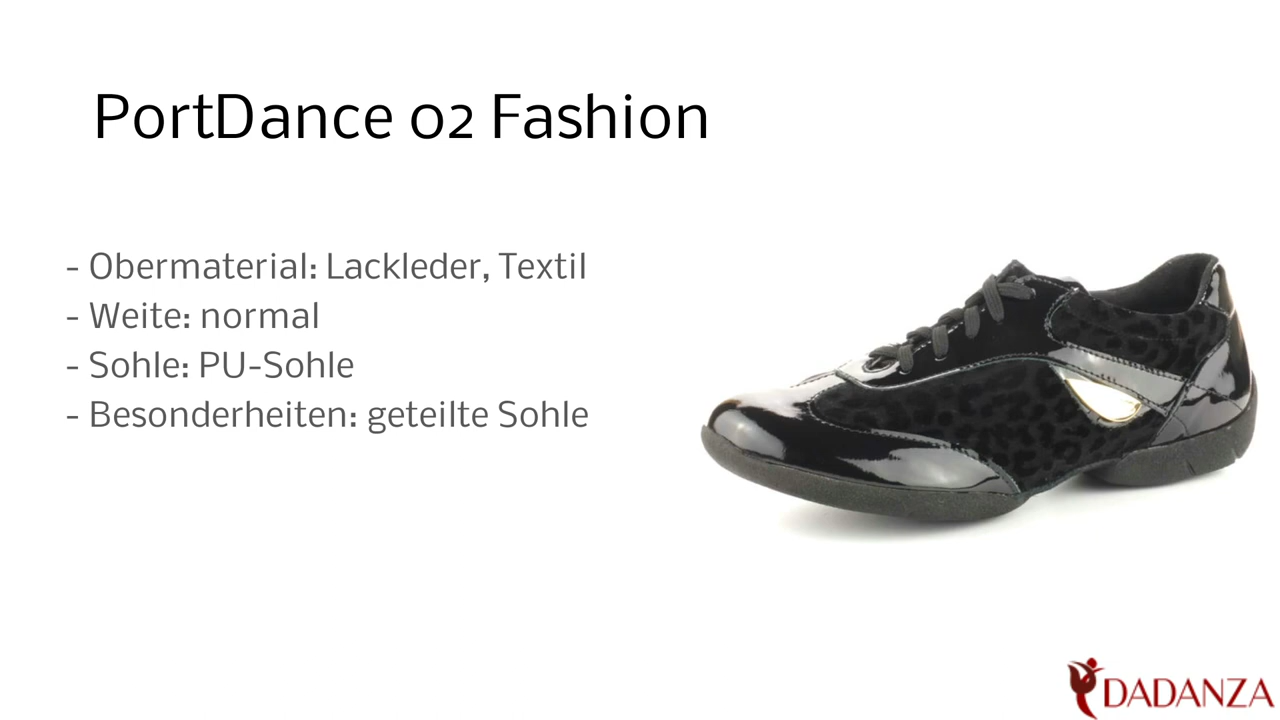 PortDance 02 Fashion
- Obermaterial: Lackleder, Textil
- Weite: normal
- Sohle: PU-Sohle
- Besonderheiten: geteilte Sohle
DADANZA